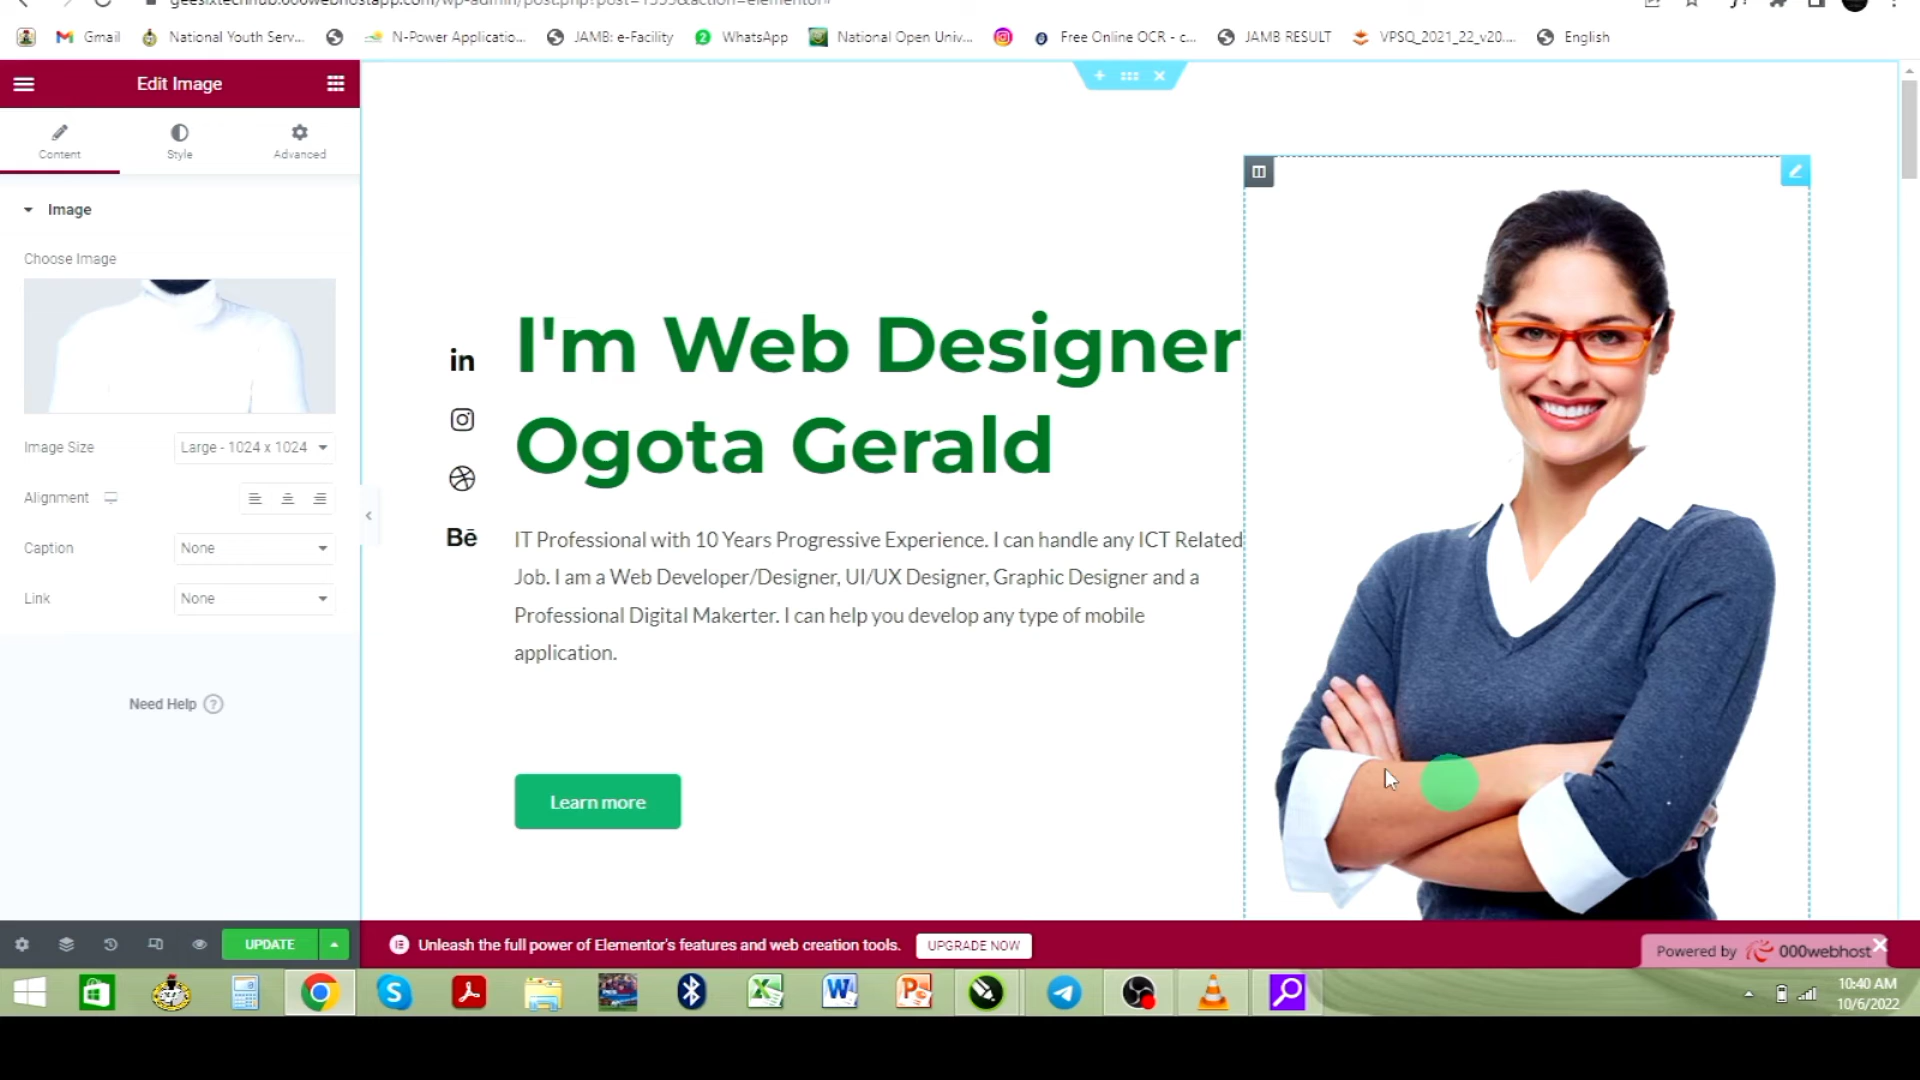 Gmail
National Youth Serv...
N-Power Applicatio...
JAMB: e-Facility
WhatsApp
National Open Univ...
Free Online OCR - c...
JAMB RESULT
VPSQ_2021_22_v20....
English
Edit Image
Content
Style
Advanced
Image
Choose Image
Image Size
Large - 1024 x 1024
Alignment
Caption
None
Link
None
Need Help ?
in
Bē
I'm Web Designer
Ogota Gerald
IT Professional with 10 Years Progressive Experience. I can handle any ICT Related
Job. I am a Web Developer/Designer, UI/UX Designer, Graphic Designer and a
Professional Digital Makerter. I can help you develop any type of mobile
application.
Learn more
UPDATE
Unleash the full power of Elementor's features and web creation tools.
UPGRADE NOW
Powered by 000webhost
10:40 AM
10/6/2022